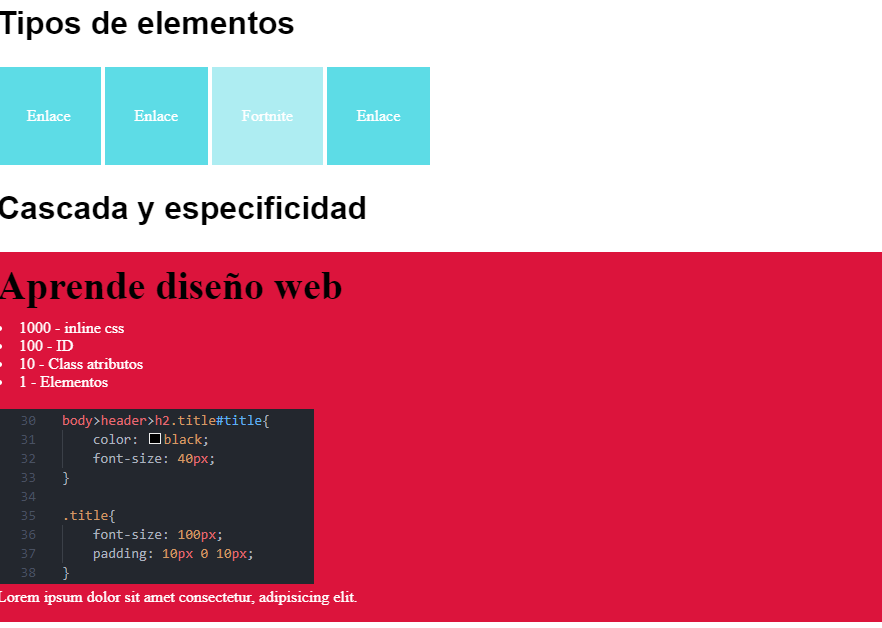 Tipos de elementos
Enlace Enlace Fortnite Enlace
Cascada y especificidad
Aprende diseño web
• 1000 - inline css
• 100 - ID
• 10 - Class atributos
• 1 - Elementos
30 body>header>h2.title#title{
31 color: black;
32 font-size: 40px;
33 }
34
35 .title{
36 font-size: 100px;
37 padding: 10px 0 10px;
38 }
Lorem ipsum dolor sit amet consectetur, adipisicing elit.